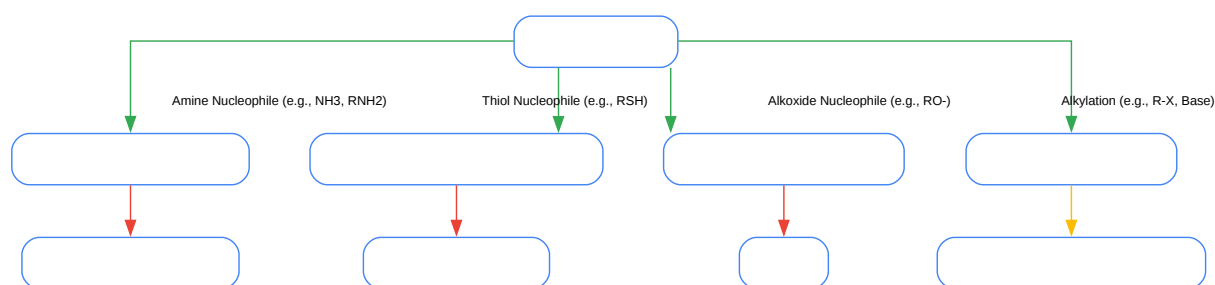 Amine Nucleophile (e.g., NH3, RNH2)
Thiol Nucleophile (e.g., RSH)
Alkoxide Nucleophile (e.g., RO-)
Alkylation (e.g., R-X, Base)